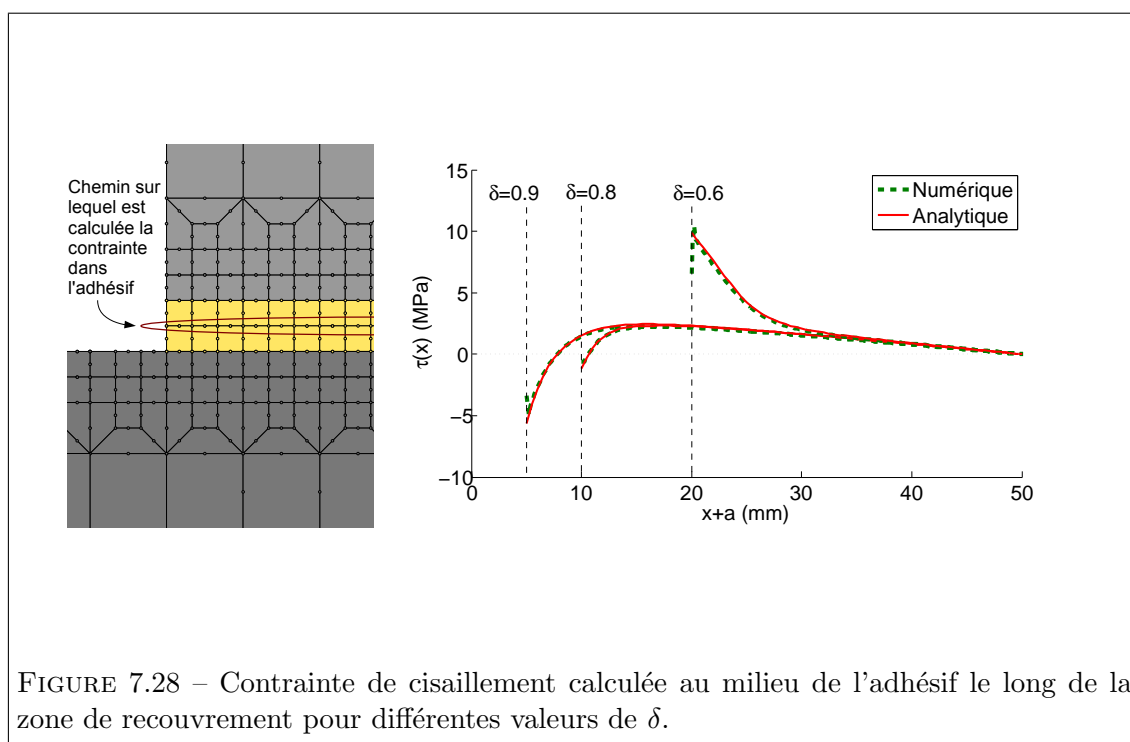 Chemin sur
lequel est
calculée la
contrainte
dans
l'adhésif
15
10
5
0
−5
−10
τ(x) (MPa)
δ=0.9
δ=0.8
δ=0.6
Numérique
Analytique
0
10
20
30
40
50
x+a (mm)
FIGURE 7.28 – Contrainte de cisaillement calculée au milieu de l'adhésif le long de la
zone de recouvrement pour différentes valeurs de δ.